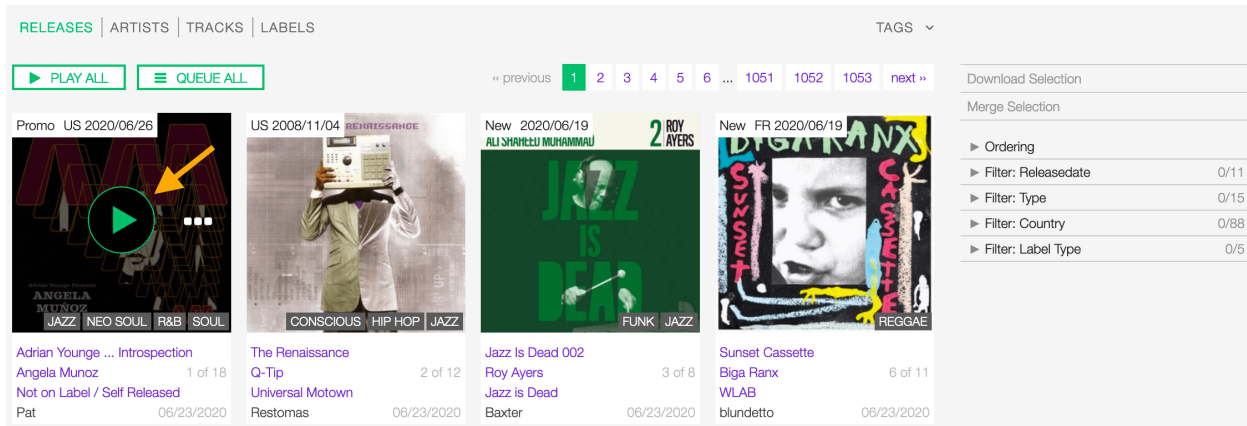 RELEASES ARTISTS TRACKS LABELS TAGS
PLAY ALL QUEUE ALL ‹‹ previous 1 2 3 4 5 6 ... 1051 1052 1053 next ››
Download Selection
Merge Selection
Ordering
Filter: Releasedate 0/11
Filter: Type 0/15
Filter: Country 0/88
Filter: Label Type 0/5
Promo US 2020/06/26
Adrian Younge Presents
ANGELA
MUÑOZ
JAZZ NEO SOUL R&B SOUL
Adrian Younge ... Introspection
Angela Munoz 1 of 18
Not on Label / Self Released
Pat 06/23/2020
US 2008/11/04
RENAISSANCE
CONSCIOUS HIP HOP JAZZ
The Renaissance
Q-Tip 2 of 12
Universal Motown
Restomas 06/23/2020
New 2020/06/19
ALI SHAHEED MUHAMMAD
2 ROY
AYERS
JAZZ
IS
DEAD
FUNK JAZZ
Jazz Is Dead 002
Roy Ayers 3 of 8
Jazz is Dead
Baxter 06/23/2020
New FR 2020/06/19
BIGA RANX
SUNSET
CASSETTE
REGGAE
Sunset Cassette
Biga Ranx 6 of 11
WLAB
blundetto 06/23/2020